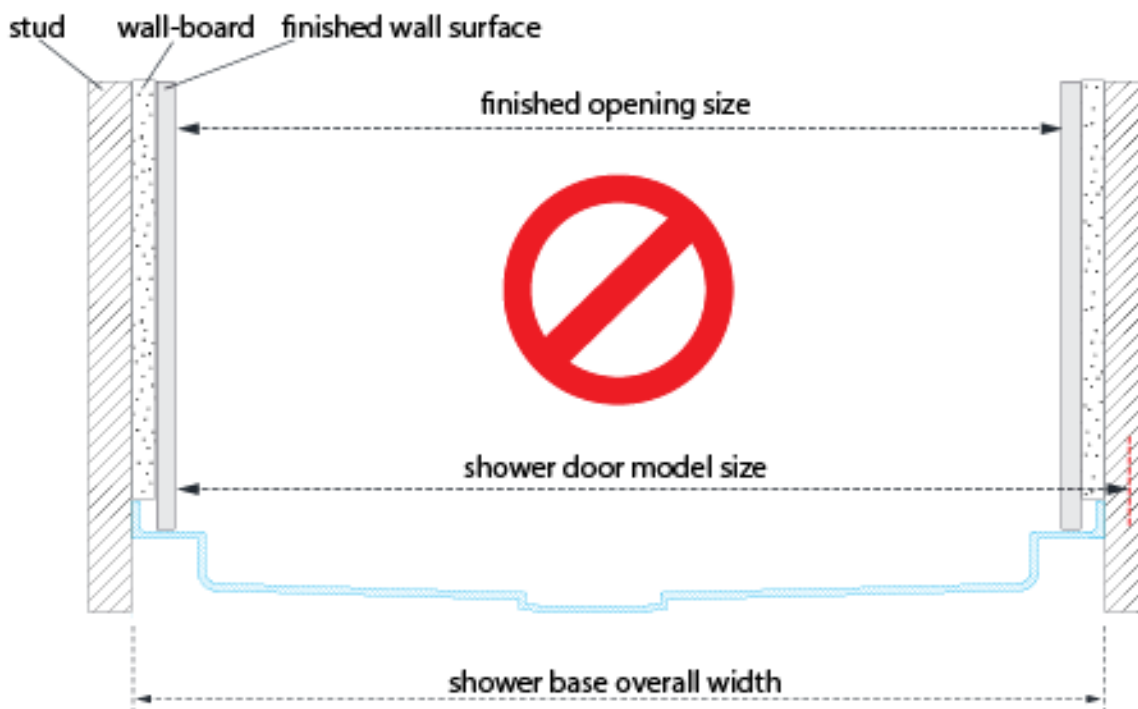 stud wall-board finished wall surface
finished opening size
shower door model size
shower base overall width